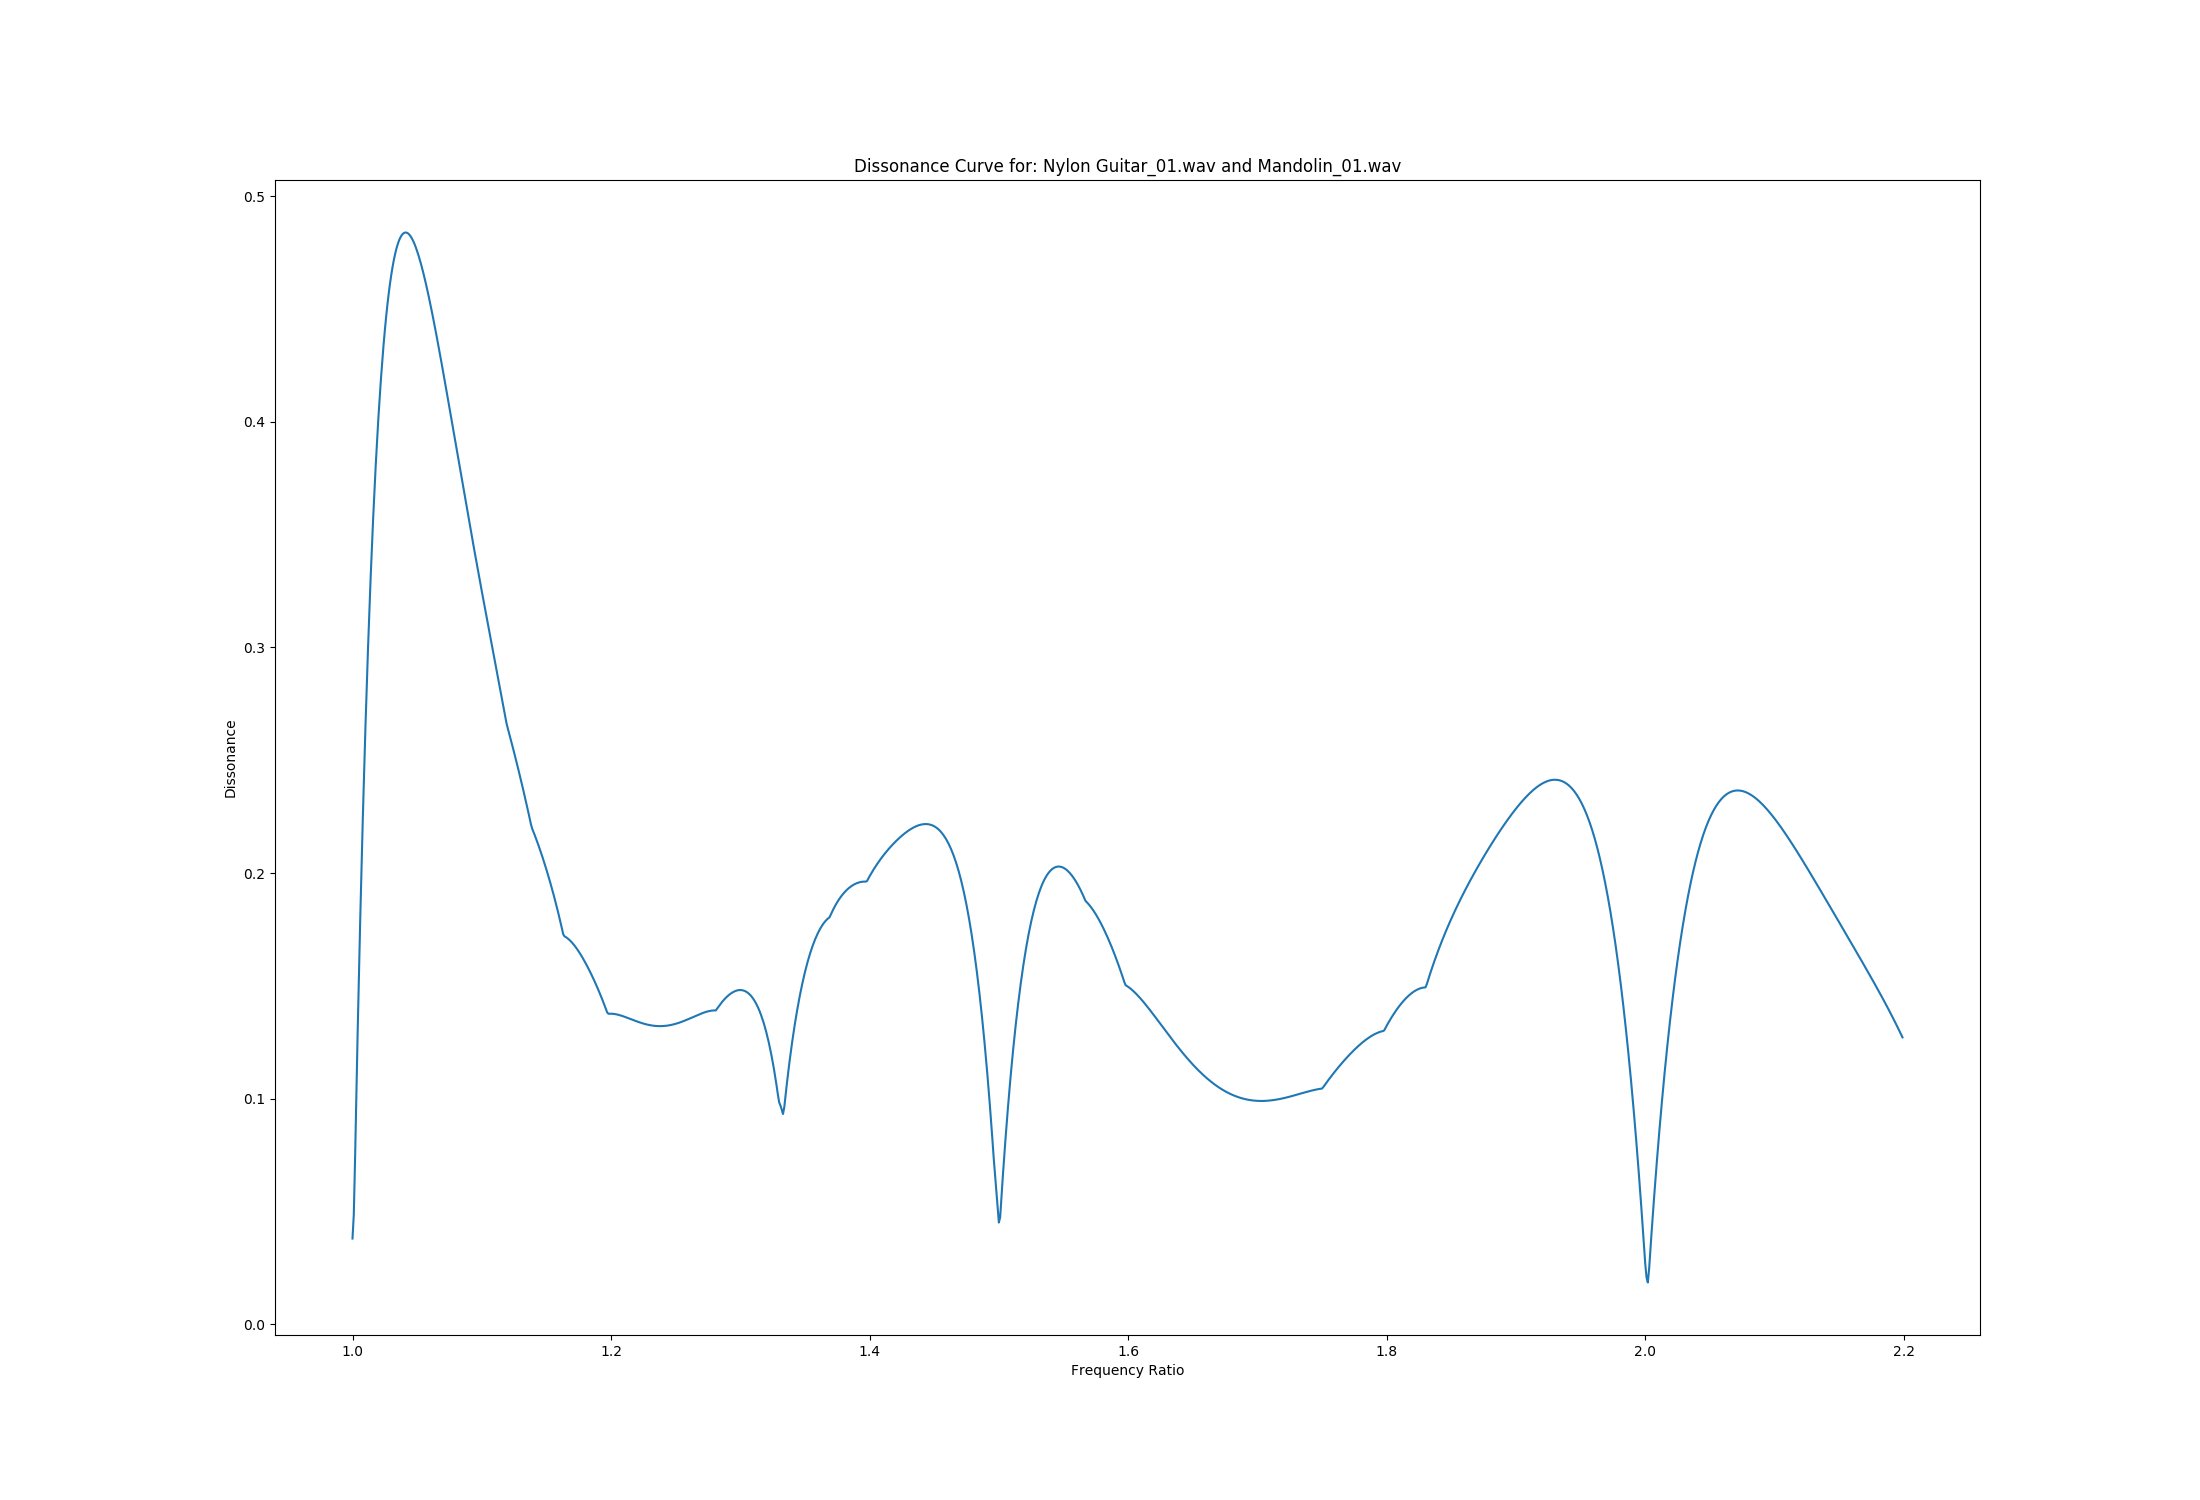 Dissonance Curve for: Nylon Guitar_01.wav and Mandolin_01.wav
0.5
0.4
0.3
0.2
0.1
0.0
Dissonance
1.0 1.2 1.4 1.6 1.8 2.0 2.2
Frequency Ratio